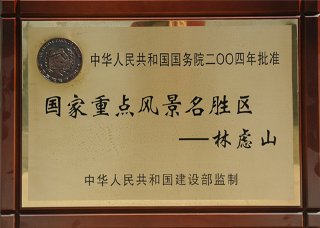 中华人民共和国国务院二〇〇四年批准
国家重点风景名胜区
——林虑山
中华人民共和国建设部监制